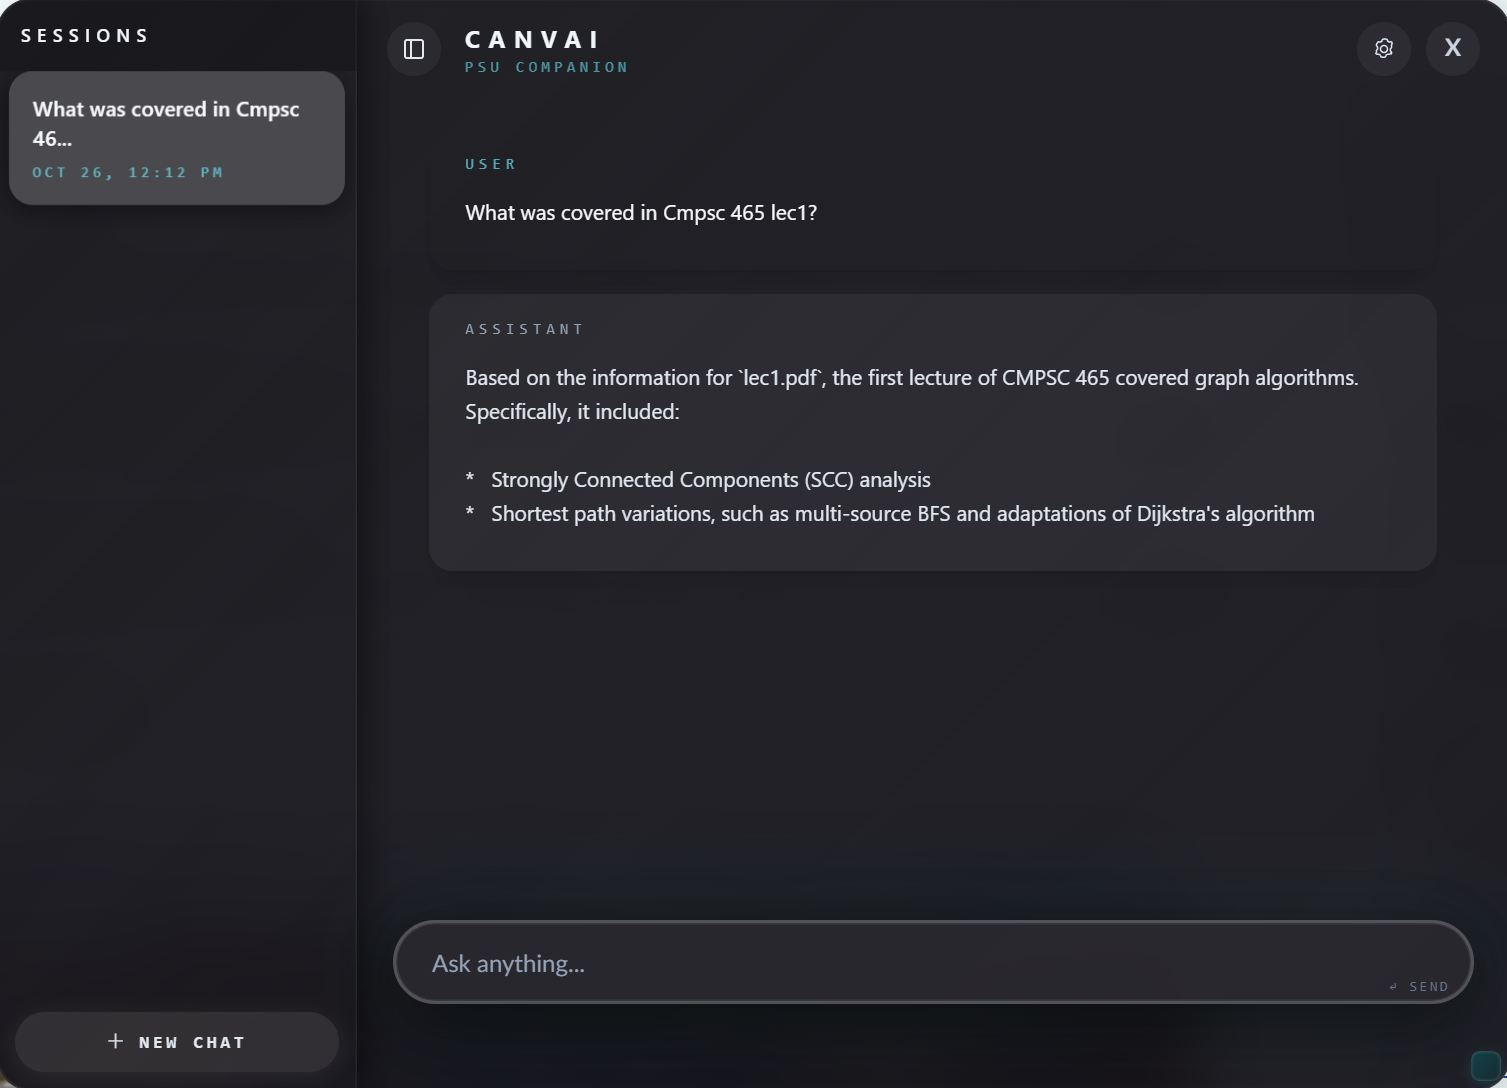 SESSIONS
What was covered in Cmpsc
46...
OCT 26, 12:12 PM
+ NEW CHAT
CANVAI
PSU COMPANION
X
USER
What was covered in Cmpsc 465 lec1?
ASSISTANT
Based on the information for `lec1.pdf`, the first lecture of CMPSC 465 covered graph algorithms.
Specifically, it included:
* Strongly Connected Components (SCC) analysis
* Shortest path variations, such as multi-source BFS and adaptations of Dijkstra's algorithm
Ask anything...
↵ SEND